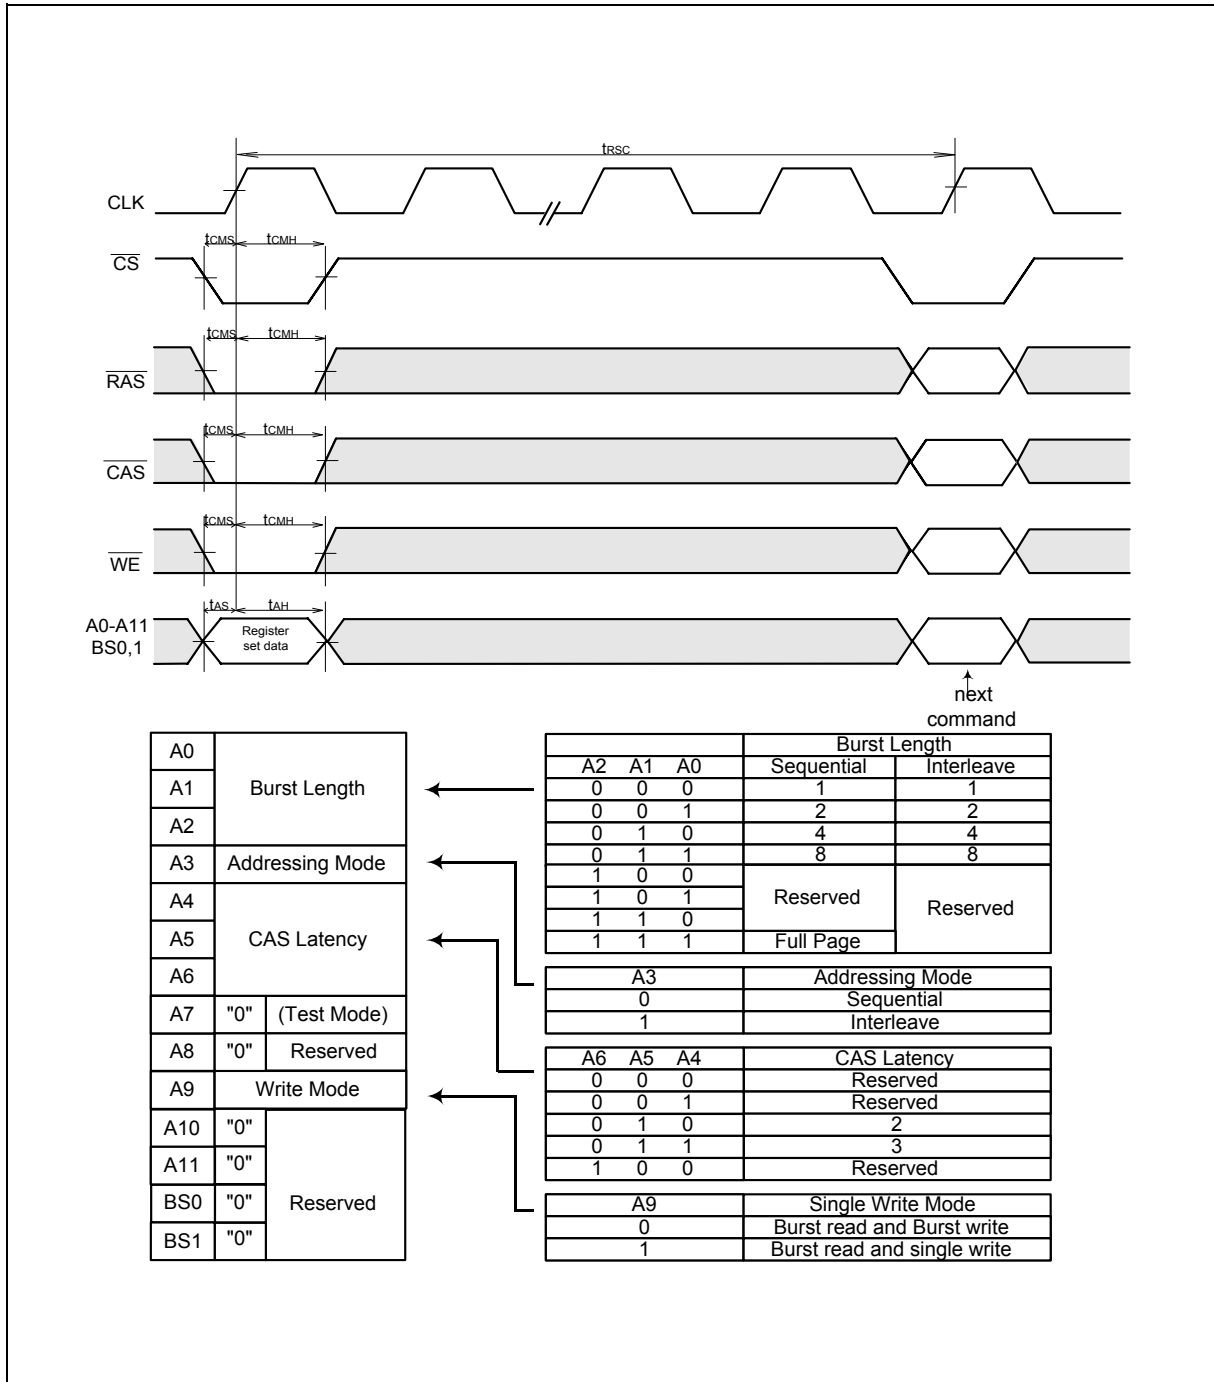 tRSC
CLK
tCMS tCMH
CS
tCMS tCMH
RAS
tCMS tCMH
CAS
tCMS tCMH
WE
tAS tAH
A0-A11
BS0,1
Register
set data
next
command
A0
A1
A2
Burst Length
A3 Addressing Mode
A4
A5
A6
CAS Latency
A7 "0" (Test Mode)
A8 "0" Reserved
A9 Write Mode
A10 "0"
A11 "0"
BS0 "0"
BS1 "0"
Reserved
Burst Length
A2 A1 A0 Sequential Interleave
0 0 0 1 1
0 0 1 2 2
0 1 0 4 4
0 1 1 8 8
1 0 0
1 0 1
1 1 0
Reserved
Reserved
1 1 1 Full Page
A3 Addressing Mode
0 Sequential
1 Interleave
A6 A5 A4 CAS Latency
0 0 0 Reserved
0 0 1 Reserved
0 1 0 2
0 1 1 3
1 0 0 Reserved
A9 Single Write Mode
0 Burst read and Burst write
1 Burst read and single write